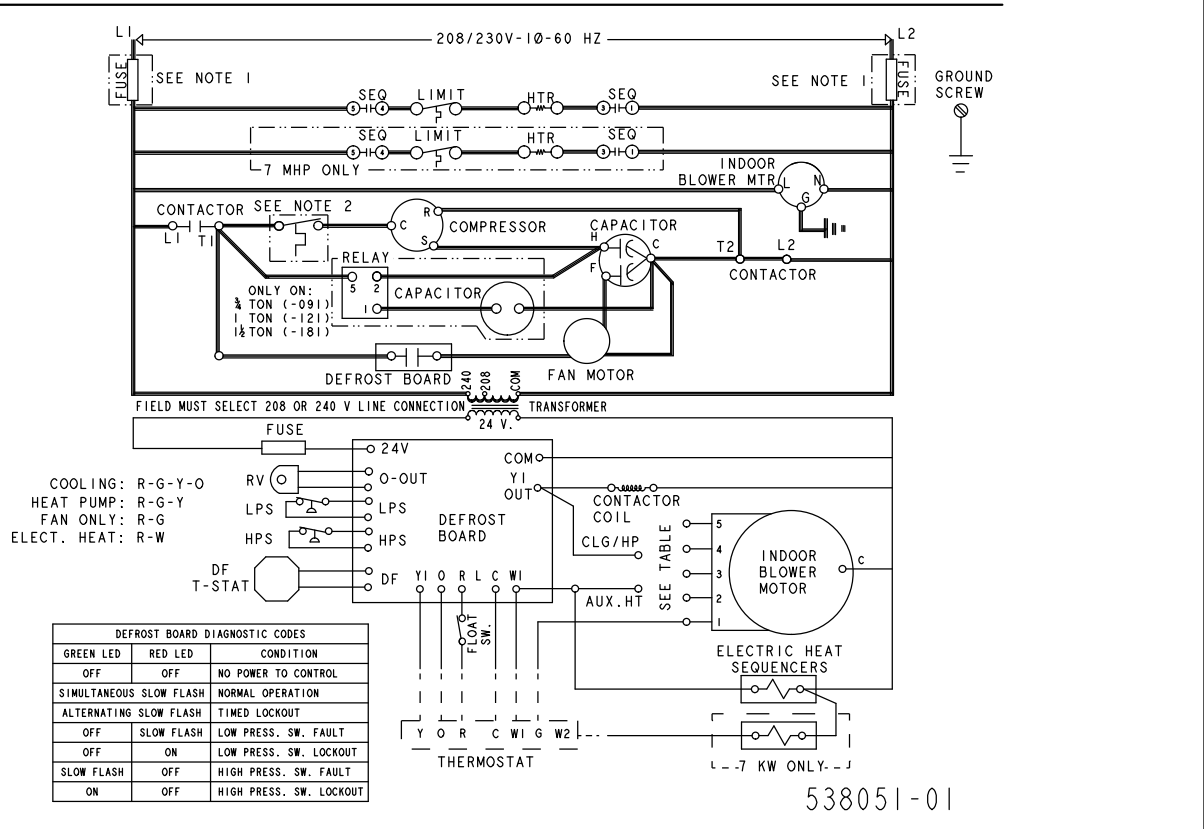 L1
208/230V-1Ø-60 HZ
L2
FUSE
SEE NOTE 1
SEE NOTE 1
FUSE
GROUND
SCREW
SEQ
LIMIT
HTR
SEQ
5
4
3
1
SEQ
LIMIT
HTR
SEQ
5
4
3
1
7 MHP ONLY
INDOOR
BLOWER MTR
L
N
G
CONTACTOR
SEE NOTE 2
L1
T1
C
R
S
COMPRESSOR
CAPACITOR
H
C
F
T2
L2
CONTACTOR
RELAY
5
2
1
CAPACITOR
ONLY ON:
¾ TON (-091)
1 TON (-121)
1½ TON (-181)
DEFROST BOARD
FAN MOTOR
240
208
COM
FIELD MUST SELECT 208 OR 240 V LINE CONNECTION
TRANSFORMER
24 V.
FUSE
24V
COOLING: R-G-Y-O
HEAT PUMP: R-G-Y
FAN ONLY: R-G
ELECT. HEAT: R-W
RV
O-OUT
LPS
LPS
HPS
HPS
DF
T-STAT
DF
DEFROST
BOARD
COM
Y1
OUT
CONTACTOR
COIL
CLG/HP
AUX.HT
SEE TABLE
5
4
3
2
1
INDOOR
BLOWER
MOTOR
C
Y1 O R L C W1
FLOAT
SW.
ELECTRIC HEAT
SEQUENCERS
7 KW ONLY
Y O R C W1 G W2
THERMOSTAT
DEFROST BOARD DIAGNOSTIC CODES
GREEN LED RED LED CONDITION
OFF OFF NO POWER TO CONTROL
SIMULTANEOUS SLOW FLASH NORMAL OPERATION
ALTERNATING SLOW FLASH TIMED LOCKOUT
OFF SLOW FLASH LOW PRESS. SW. FAULT
OFF ON LOW PRESS. SW. LOCKOUT
SLOW FLASH OFF HIGH PRESS. SW. FAULT
ON OFF HIGH PRESS. SW. LOCKOUT
538051-01